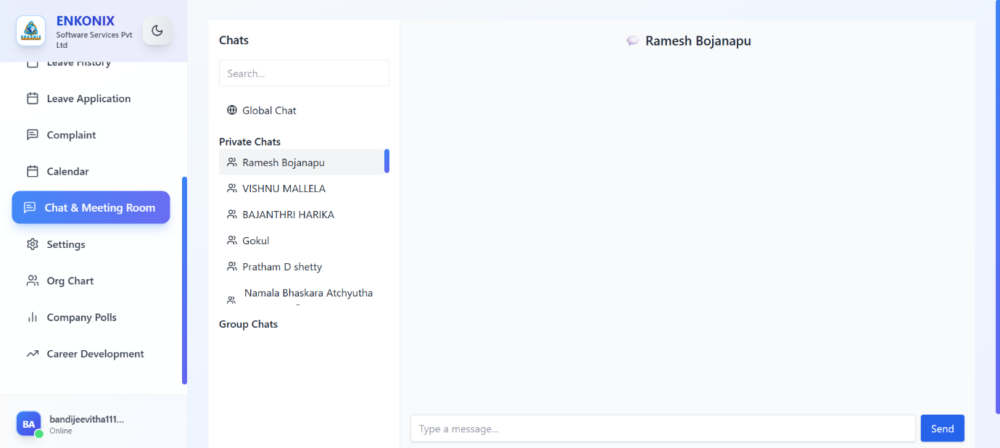 ENKONIX
Software Services Pvt
Ltd
Leave History
Leave Application
Complaint
Calendar
Chat & Meeting Room
Settings
Org Chart
Company Polls
Career Development
BA
bandijeevitha111...
Online
Chats
Search...
Global Chat
Private Chats
Ramesh Bojanapu
VISHNU MALLELA
BAJANTHRI HARIKA
Gokul
Pratham D shetty
Namala Bhaskara Atchyutha
Group Chats
Ramesh Bojanapu
Type a message...
Send